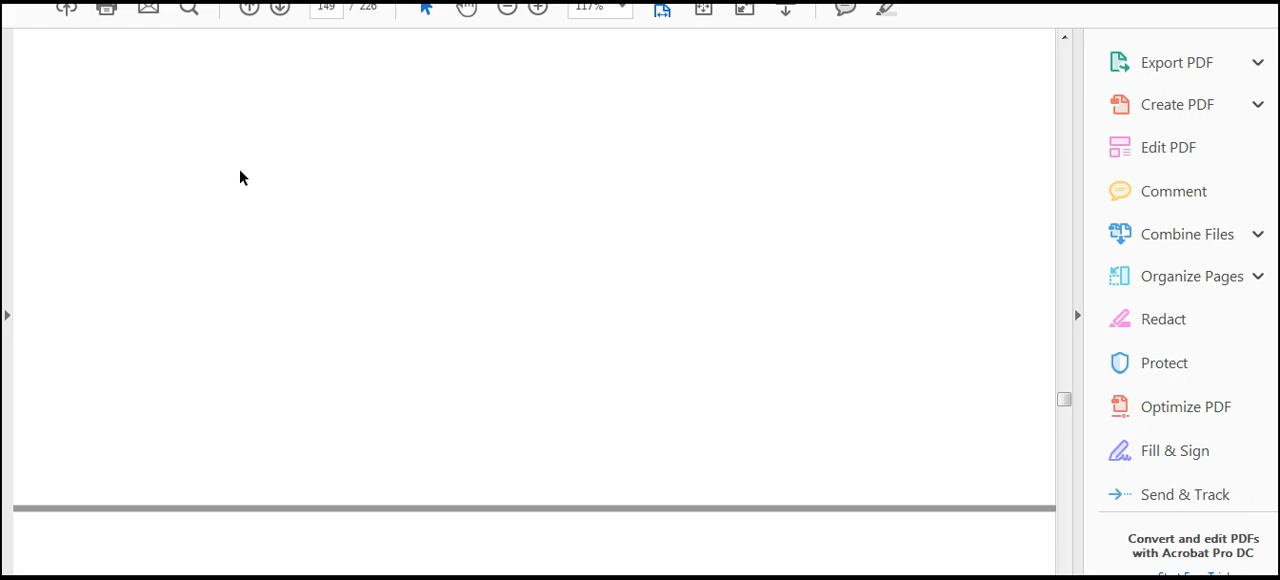 149 / 226
117%
Export PDF
Create PDF
Edit PDF
Comment
Combine Files
Organize Pages
Redact
Protect
Optimize PDF
Fill & Sign
Send & Track
Convert and edit PDFs
with Acrobat Pro DC